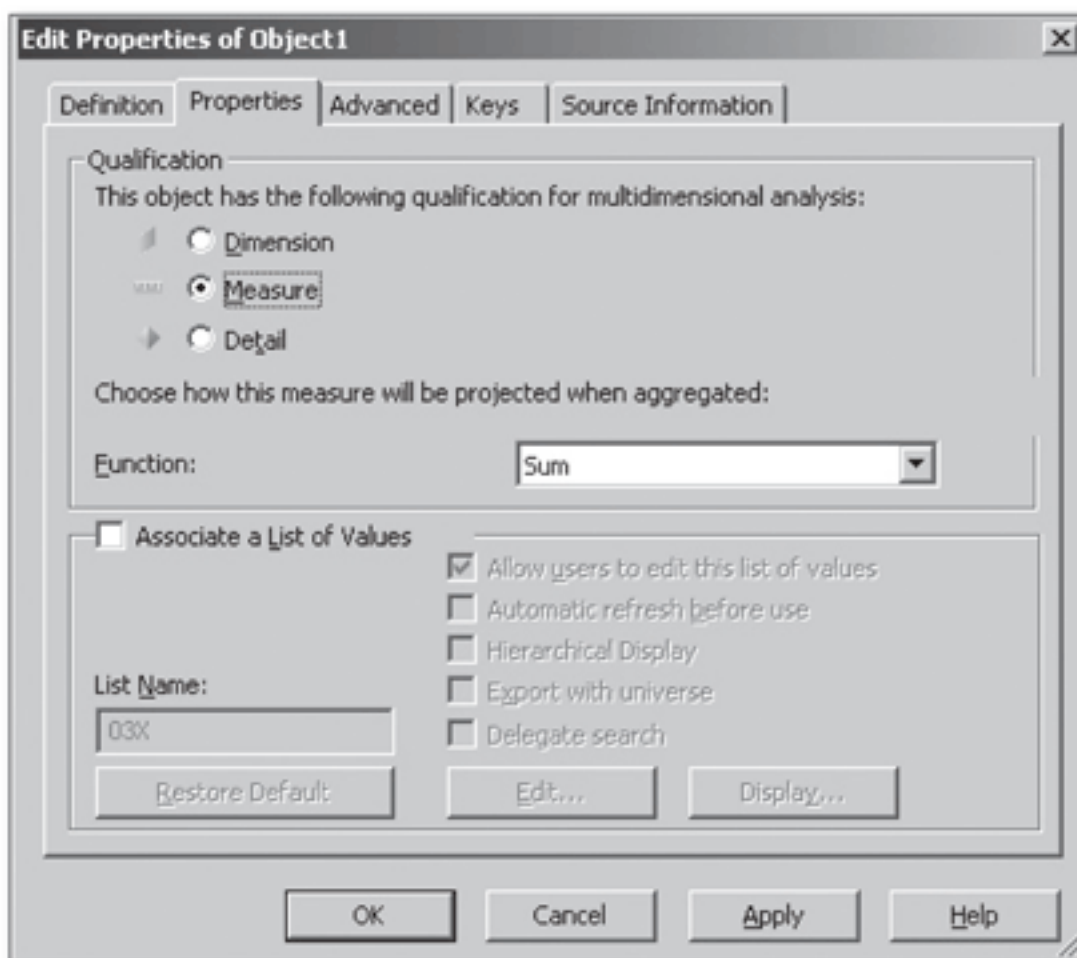 Edit Properties of Object1
Definition Properties Advanced Keys Source Information
Qualification
This object has the following qualification for multidimensional analysis:
Dimension
Measure
Detail
Choose how this measure will be projected when aggregated:
Function: Sum
Associate a List of Values
Allow users to edit this list of values
Automatic refresh before use
Hierarchical Display
Export with universe
Delegate search
List Name:
03X
Restore Default Edit... Display...
OK Cancel Apply Help